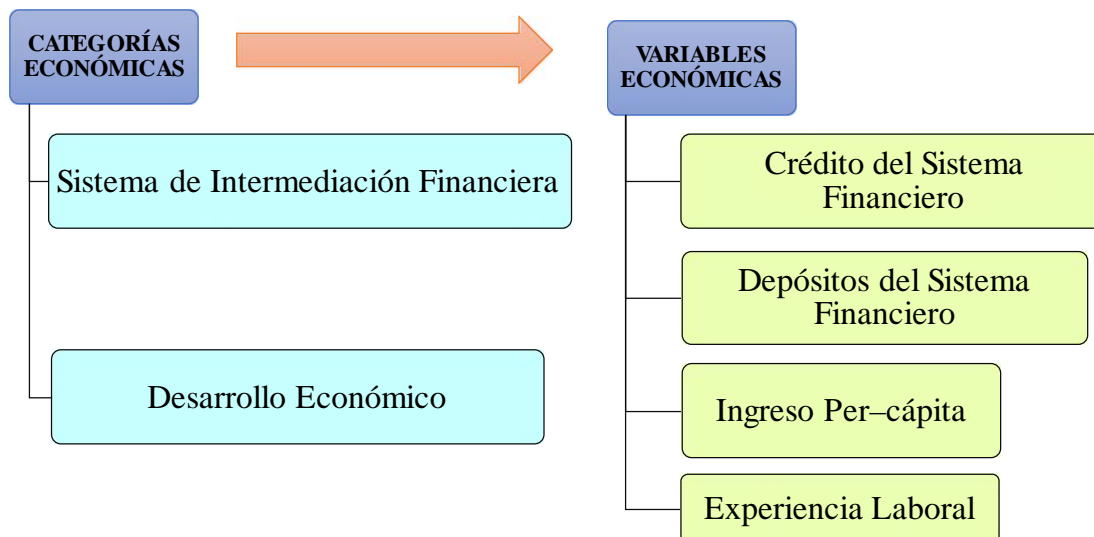 CATEGORÍAS
ECONÓMICAS
Sistema de Intermediación Financiera
Desarrollo Económico
VARIABLES
ECONÓMICAS
Crédito del Sistema
Financiero
Depósitos del Sistema
Financiero
Ingreso Per–cápita
Experiencia Laboral